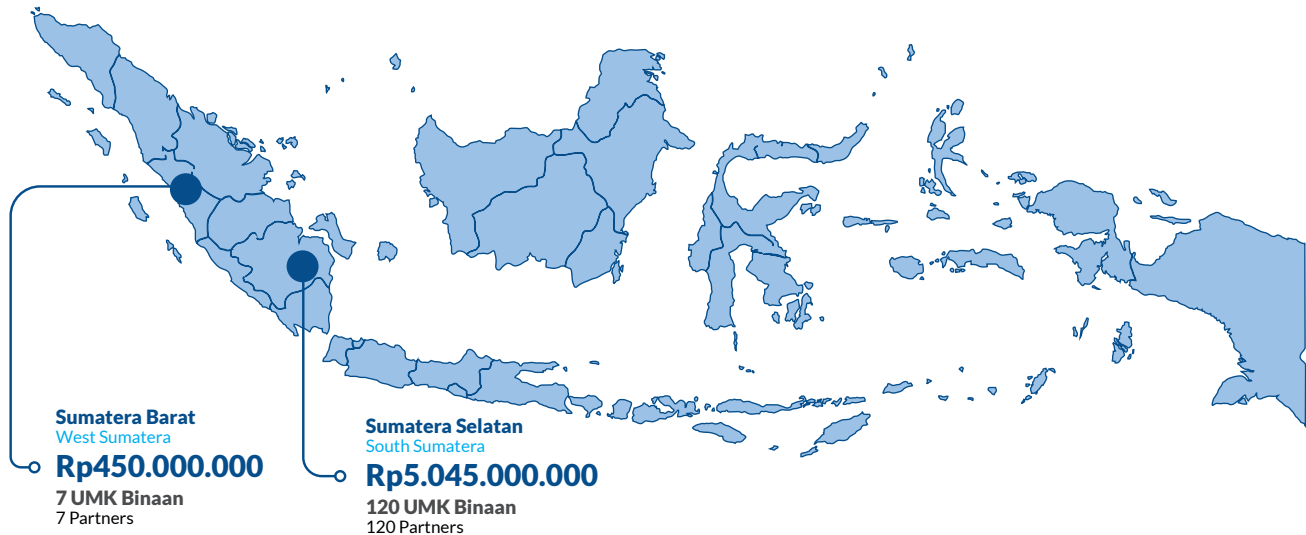 Sumatera Barat
West Sumatera
Rp450.000.000
7 UMK Binaan
7 Partners
Sumatera Selatan
South Sumatera
Rp5.045.000.000
120 UMK Binaan
120 Partners